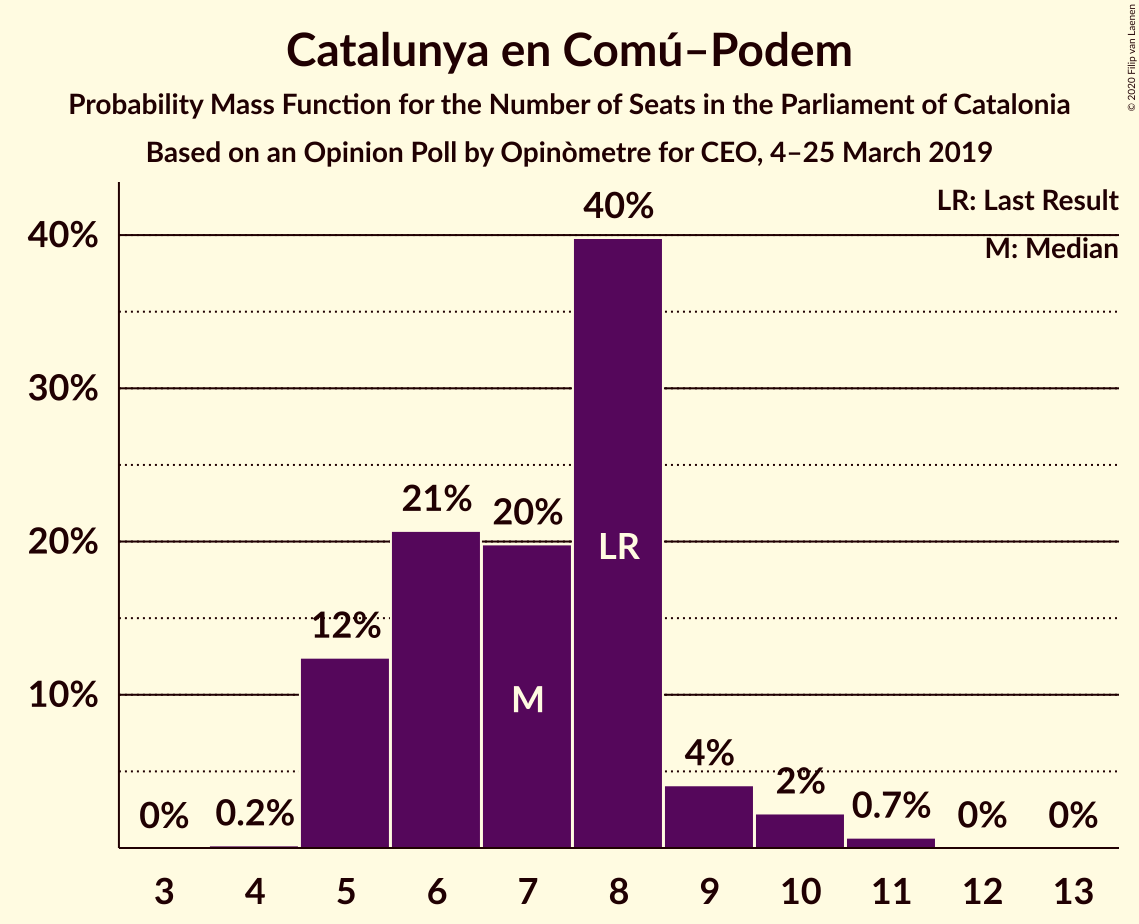 Catalunya en Comú–Podem
Probability Mass Function for the Number of Seats in the Parliament of Catalonia
Based on an Opinion Poll by Opinòmetre for CEO, 4–25 March 2019
© 2020 Filip van Laenen
LR: Last Result
M: Median
40%
30%
20%
10%
0%
0.2%
12%
21%
20%
40%
4%
2%
0.7%
0%
0%
LR
M
3 4 5 6 7 8 9 10 11 12 13